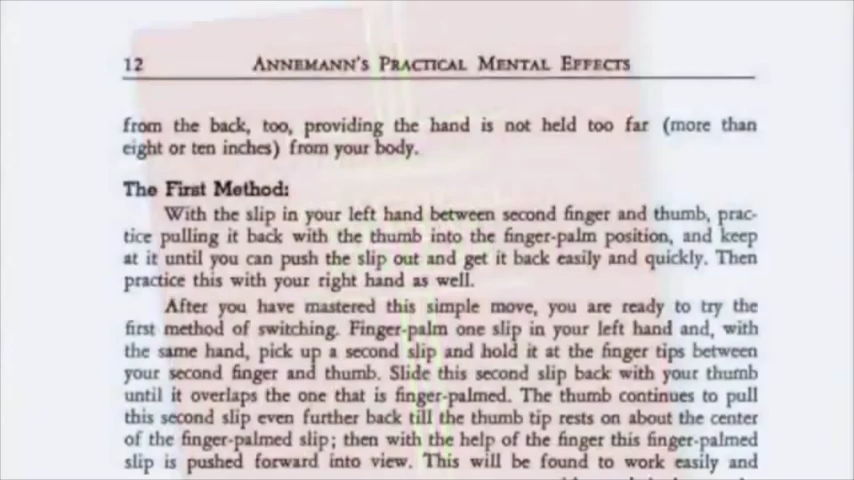 12 ANNEMANN'S PRACTICAL MENTAL EFFECTS
from the back, too, providing the hand is not held too far (more than
eight or ten inches) from your body.
The First Method:
With the slip in your left hand between second finger and thumb, prac-
tice pulling it back with the thumb into the finger-palm position, and keep
at it until you can push the slip out and get it back easily and quickly. Then
practice this with your right hand as well.
After you have mastered this simple move, you are ready to try the
first method of switching. Finger-palm one slip in your left hand and, with
the same hand, pick up a second slip and hold it at the finger tips between
your second finger and thumb. Slide this second slip back with your thumb
until it overlaps the one that is finger-palmed. The thumb continues to pull
this second slip even further back till the thumb tip rests on about the center
of the finger-palmed slip; then with the help of the finger this finger-palmed
slip is pushed forward into view. This will be found to work easily and